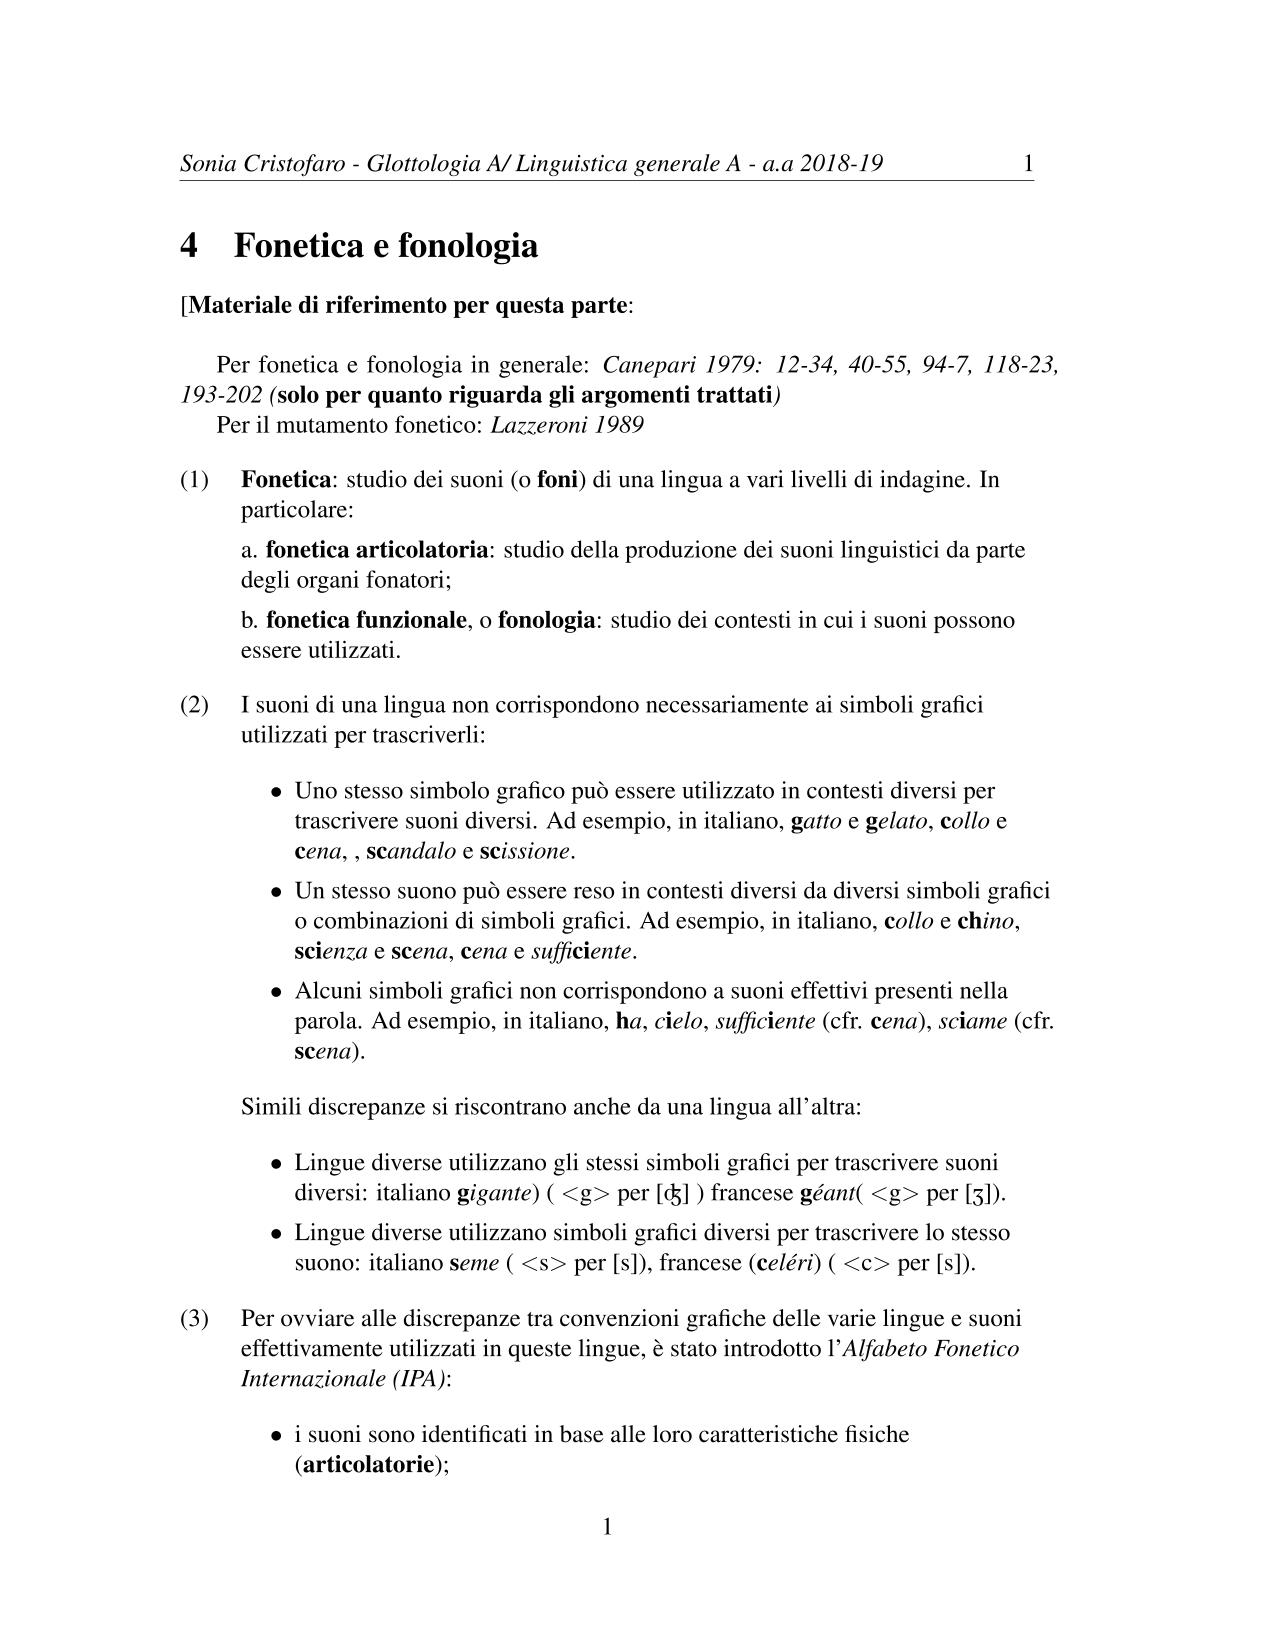 Sonia Cristofaro - Glottologia A/ Linguistica generale A - a.a 2018-19 1
4 Fonetica e fonologia
[Materiale di riferimento per questa parte:
Per fonetica e fonologia in generale: Canepari 1979: 12-34, 40-55, 94-7, 118-23,
193-202 (solo per quanto riguarda gli argomenti trattati)
Per il mutamento fonetico: Lazzeroni 1989
(1) Fonetica: studio dei suoni (o foni) di una lingua a vari livelli di indagine. In
particolare:
a. fonetica articolatoria: studio della produzione dei suoni linguistici da parte
degli organi fonatori;
b. fonetica funzionale, o fonologia: studio dei contesti in cui i suoni possono
essere utilizzati.
(2) I suoni di una lingua non corrispondono necessariamente ai simboli grafici
utilizzati per trascriverli:
• Uno stesso simbolo grafico può essere utilizzato in contesti diversi per
trascrivere suoni diversi. Ad esempio, in italiano, gatto e gelato, collo e
cena, , scandalo e scissione.
• Un stesso suono può essere reso in contesti diversi da diversi simboli grafici
o combinazioni di simboli grafici. Ad esempio, in italiano, collo e chino,
scienza e scena, cena e sufficiente.
• Alcuni simboli grafici non corrispondono a suoni effettivi presenti nella
parola. Ad esempio, in italiano, ha, cielo, sufficiente (cfr. cena), sciame (cfr.
scena).
Simili discrepanze si riscontrano anche da una lingua all'altra:
• Lingue diverse utilizzano gli stessi simboli grafici per trascrivere suoni
diversi: italiano gigante) ( <g> per [ʤ] ) francese géant( <g> per [ʒ]).
• Lingue diverse utilizzano simboli grafici diversi per trascrivere lo stesso
suono: italiano seme ( <s> per [s]), francese (celéri) ( <c> per [s]).
(3) Per ovviare alle discrepanze tra convenzioni grafiche delle varie lingue e suoni
effettivamente utilizzati in queste lingue, è stato introdotto l'Alfabeto Fonetico
Internazionale (IPA):
• i suoni sono identificati in base alle loro caratteristiche fisiche
(articolatorie);
1